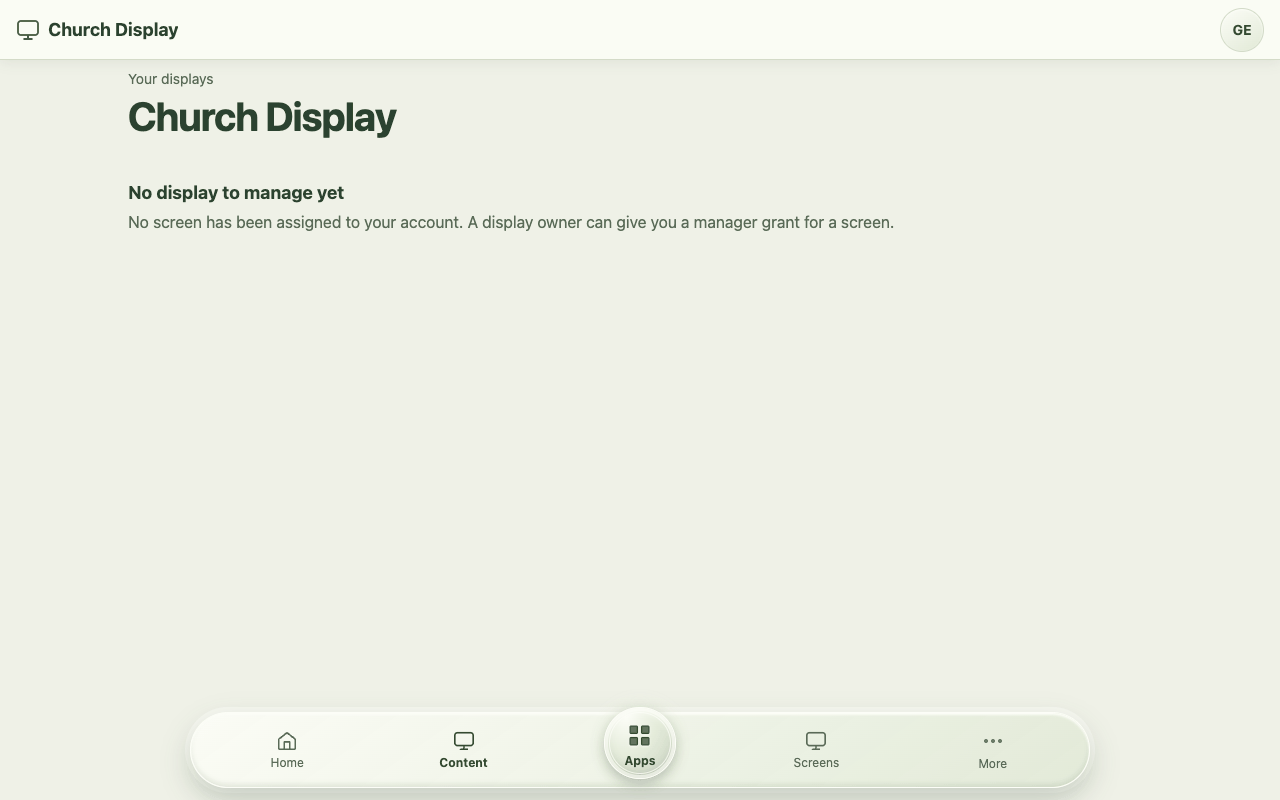 Church Display
GE
Your displays
Church Display
No display to manage yet
No screen has been assigned to your account. A display owner can give you a manager grant for a screen.
Home
Content
Apps
Screens
More